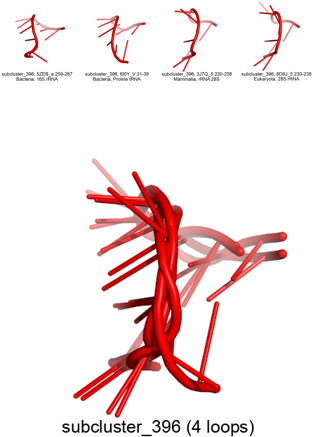 subcluster_396, 5ZEB_a:259-267
Bacteria, 16S rRNA
subcluster_396, 6I0Y_V:31-39
Bacteria, Proline tRNA
subcluster_396, 3J7Q_5:230-238
Mammalia, rRNA 28S
subcluster_396, 6D9J_5:230-238
Eukaryota, 28S rRNA
subcluster_396 (4 loops)